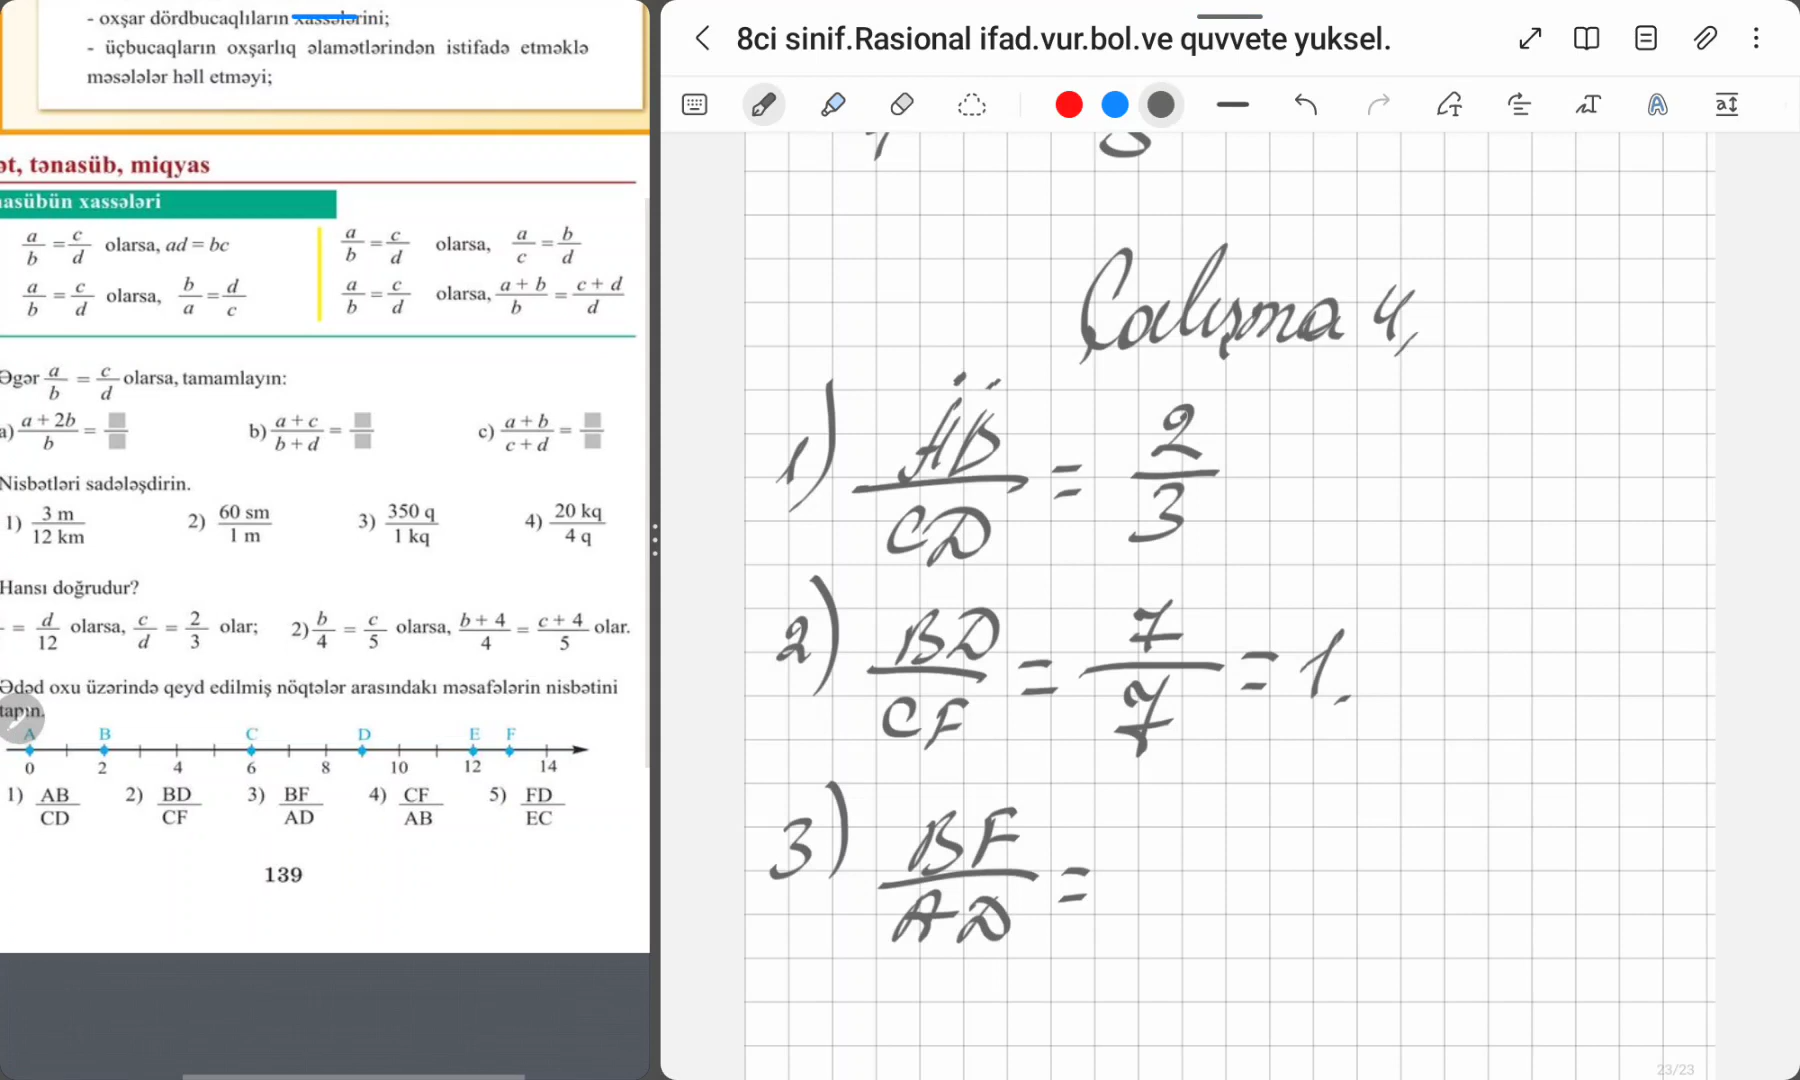 - oxşar dördbucaqlıların xassələrini;
- üçbucaqların oxşarlıq əlamətlərindən istifadə etməklə
məsələlər həll etməyi;
ət, tənasüb, miqyas
nasübün xassələri
a/b = c/d olarsa, ad = bc
a/b = c/d olarsa, a/c = b/d
a/b = c/d olarsa, b/a = d/c
a/b = c/d olarsa, a + b/b = c + d/d
Əgər a/b = c/d olarsa, tamamlayın:
a) a + 2b/b =
b) a + c/b + d =
c) a + b/c + d =
Nisbətləri sadələşdirin.
1) 3 m/12 km
2) 60 sm/1 m
3) 350 q/1 kq
4) 20 kq/4 q
Hansı doğrudur?
= d/12 olarsa, c/d = 2/3 olar;
2) b/4 = c/5 olarsa, b + 4/4 = c + 4/5 olar.
Ədəd oxu üzərində qeyd edilmiş nöqtələr arasındakı məsafələrin nisbətini
tapın.
A B C D E F
0 2 4 6 8 10 12 14
1) AB/CD
2) BD/CF
3) BF/AD
4) CF/AB
5) FD/EC
139
8ci sinif.Rasional ifad.vur.bol.ve quvvete yuksel.
Çalışma 4,
1) AB/CD = 2/3
2) BD/CF = 7/7 = 1.
3) BF/AD =
23/23